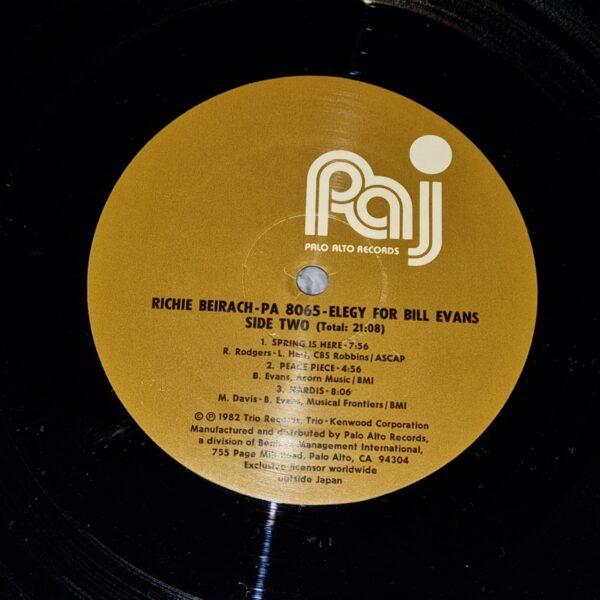 Paj
PALO ALTO RECORDS
RICHIE BEIRACH-PA 8065-ELEGY FOR BILL EVANS
SIDE TWO (Total: 21:08)
1. SPRING IS HERE-7:56
R. Rodgers-L. Hart, CBS Robbins/ASCAP
2. PEACE PIECE-4:56
B. Evans, Acorn Music/BMI
3. NARDIS-8:06
M. Davis-B. Evans, Musical Frontiers/BMI
© ℗ 1982 Trio Records, Trio-Kenwood Corporation
Manufactured and distributed by Palo Alto Records,
a division of Management International,
755 Page Mill Road, Palo Alto, CA 94304
Exclusive licensor worldwide
outside Japan